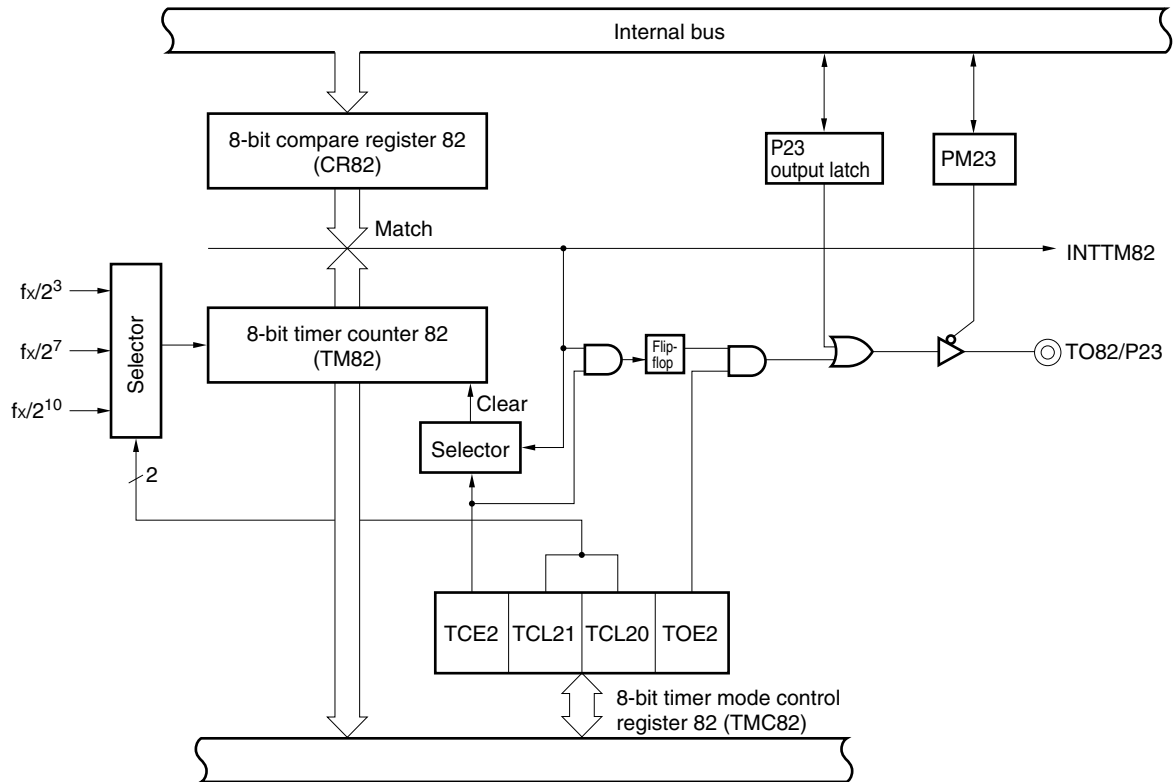 Internal bus
8-bit compare register 82
(CR82)
P23
output latch
PM23
Match
INTTM82
fx/2³
fx/2⁷
fx/2¹⁰
Selector
8-bit timer counter 82
(TM82)
Flip-
flop
TO82/P23
Clear
Selector
2
TCE2
TCL21
TCL20
TOE2
8-bit timer mode control
register 82 (TMC82)